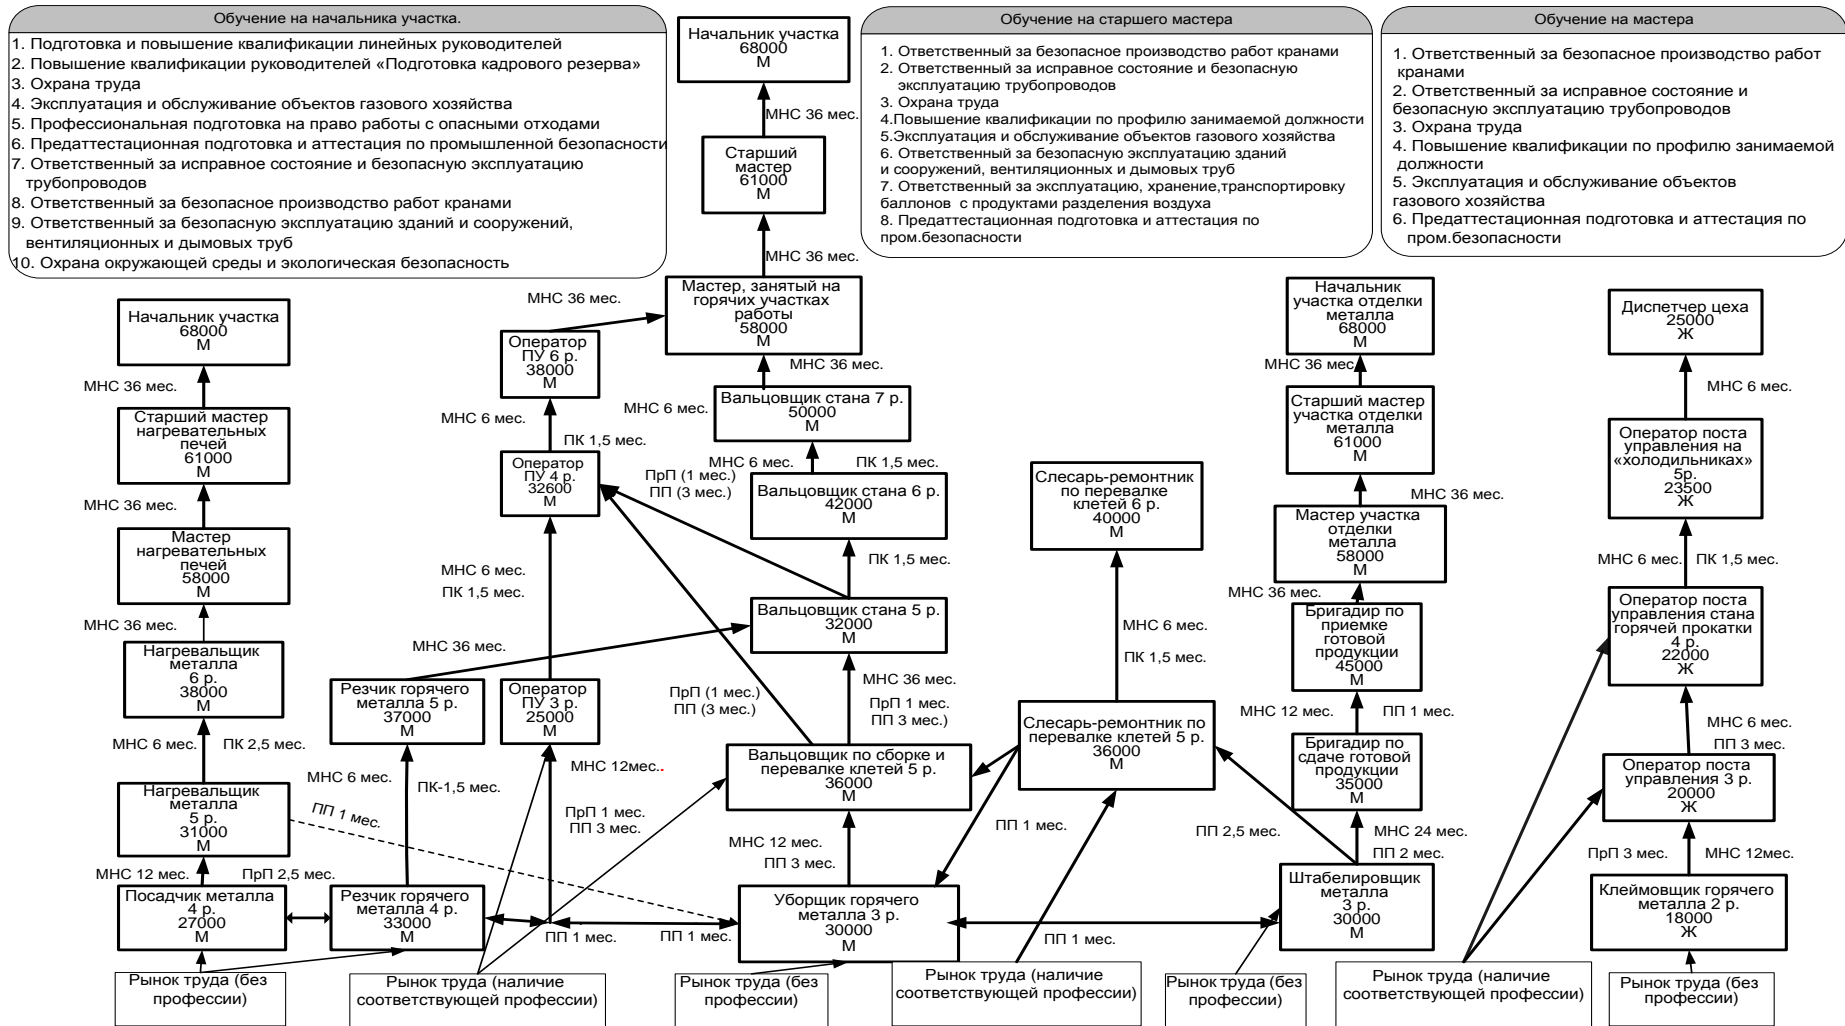 Обучение на начальника участка.
1. Подготовка и повышение квалификации линейных руководителей
2. Повышение квалификации руководителей «Подготовка кадрового резерва»
3. Охрана труда
4. Эксплуатация и обслуживание объектов газового хозяйства
5. Профессиональная подготовка на право работы с опасными отходами
6. Предаттестационная подготовка и аттестация по промышленной безопасности
7. Ответственный за исправное состояние и безопасную эксплуатацию
трубопроводов
8. Ответственный за безопасное производство работ кранами
9. Ответственный за безопасную эксплуатацию зданий и сооружений,
вентиляционных и дымовых труб
10. Охрана окружающей среды и экологическая безопасность
Обучение на старшего мастера
1. Ответственный за безопасное производство работ кранами
2. Ответственный за исправное состояние и безопасную
эксплуатацию трубопроводов
3. Охрана труда
4.Повышение квалификации по профилю занимаемой должности
5.Эксплуатация и обслуживание объектов газового хозяйства
6. Ответственный за безопасную эксплуатацию зданий
и сооружений, вентиляционных и дымовых труб
7. Ответственный за эксплуатацию, хранение,транспортировку
баллонов с продуктами разделения воздуха
8. Предаттестационная подготовка и аттестация по
пром.безопасности
Обучение на мастера
1. Ответственный за безопасное производство работ
кранами
2. Ответственный за исправное состояние и
безопасную эксплуатацию трубопроводов
3. Охрана труда
4. Повышение квалификации по профилю занимаемой
должности
5. Эксплуатация и обслуживание объектов
газового хозяйства
6. Предаттестационная подготовка и аттестация по
пром.безопасности
Начальник участка
68000
М
МНС 36 мес.
Старший мастер
нагревательных
печей
61000
М
МНС 36 мес.
Мастер
нагревательных
печей
58000
М
МНС 36 мес.
Нагревальщик
металла
6 р.
38000
М
МНС 6 мес.
ПК 2,5 мес.
Нагревальщик
металла
5 р.
31000
М
МНС 12 мес.
ПрП 2,5 мес.
Посадчик металла
4 р.
27000
М
Рынок труда (без
профессии)
МНС 6 мес.
ПК-1,5 мес.
ПП 1 мес.
Резчик горячего
металла 5 р.
37000
М
МНС 36 мес.
Резчик горячего
металла 4 р.
33000
М
ПП 1 мес.
Рынок труда (наличие
соответствующей профессии)
МНС 36 мес.
Оператор
ПУ 6 р.
38000
М
МНС 6 мес.
ПК 1,5 мес.
Оператор
ПУ 4 р.
32600
М
МНС 6 мес.
ПК 1,5 мес.
Оператор
ПУ 3 р.
25000
М
МНС 12мес..
ПрП 1 мес.
ПП 3 мес.
Начальник участка
68000
М
МНС 36 мес.
Старший
мастер
61000
М
МНС 36 мес.
Мастер, занятый на
горячих участках
работы
58000
М
МНС 36 мес.
МНС 6 мес.
Вальцовщик стана 7 р.
50000
М
МНС 6 мес.
ПК 1,5 мес.
ПрП (1 мес.)
ПП (3 мес.)
Вальцовщик стана 6 р.
42000
М
ПК 1,5 мес.
Вальцовщик стана 5 р.
32000
М
ПрП (1 мес.)
ПП (3 мес.)
МНС 36 мес.
ПрП 1 мес.
ПП 3 мес.)
Вальцовщик по сборке и
перевалке клетей 5 р.
36000
М
МНС 12 мес.
ПП 3 мес.
Уборщик горячего
металла 3 р.
30000
М
ПП 1 мес.
Рынок труда (без
профессии)
Слесарь-ремонтник
по перевалке
клетей 6 р.
40000
М
МНС 6 мес.
ПК 1,5 мес.
Слесарь-ремонтник по
перевалке клетей 5 р.
36000
М
ПП 1 мес.
ПП 1 мес.
Рынок труда (наличие
соответствующей профессии)
Начальник
участка отделки
металла
68000
М
МНС 36 мес
Старший мастер
участка отделки
металла
61000
М
МНС 36 мес.
Мастер участка
отделки
металла
58000
М
МНС 36 мес.
Бригадир по
приемке
готовой
продукции
45000
М
МНС 12 мес.
ПП 1 мес.
Бригадир по
сдаче готовой
продукции
35000
М
ПП 2,5 мес.
МНС 24 мес.
ПП 2 мес.
Штабелировщик
металла
3 р.
30000
М
Рынок труда (без
профессии)
Диспетчер цеха
25000
Ж
МНС 6 мес.
Оператор поста
управления на
«холодильниках»
5р.
23500
Ж
МНС 6 мес.
ПК 1,5 мес.
Оператор поста
управления стана
горячей прокатки
4 р.
22000
Ж
МНС 6 мес.
ПП 3 мес.
Оператор поста
управления 3 р.
20000
Ж
ПрП 3 мес.
МНС 12мес.
Клеймовщик горячего
металла 2 р.
18000
Ж
Рынок труда (наличие
соответствующей профессии)
Рынок труда (без
профессии)